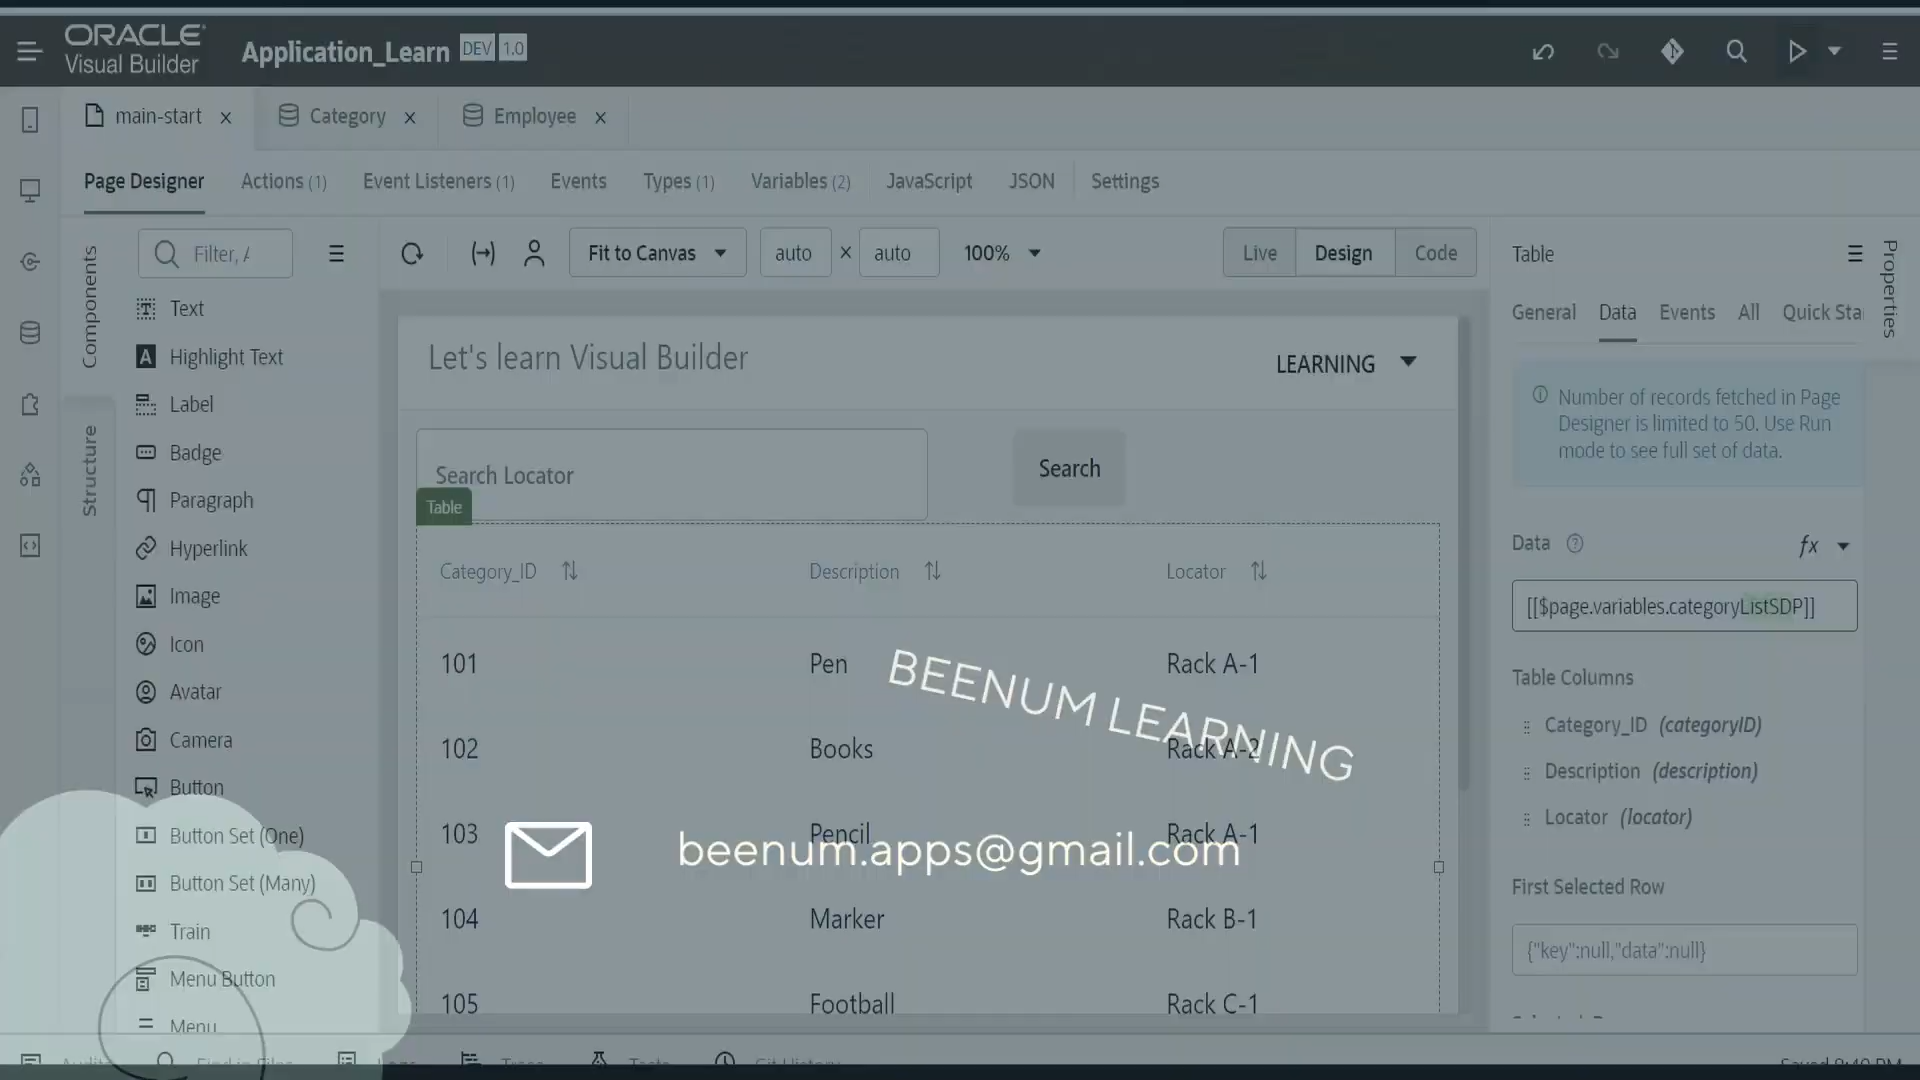 ORACLE
Visual Builder
Application_Learn DEV 1.0
main-start
Category
Employee
Page Designer
Actions (1)
Event Listeners (1)
Events
Types (1)
Variables (2)
JavaScript
JSON
Settings
Components
Structure
Filter, /
Text
Highlight Text
Label
Badge
Paragraph
Hyperlink
Image
Icon
Avatar
Camera
Button
Button Set (One)
Button Set (Many)
Train
Menu Button
Menu
Fit to Canvas
auto × auto
100%
Live
Design
Code
Let's learn Visual Builder
LEARNING
Search Locator
Search
Table
Category_ID Description Locator
101 Pen Rack A-1
102 Books Rack A-2
103 Pencil Rack A-1
104 Marker Rack B-1
105 Football Rack C-1
BEENUM LEARNING
beenum.apps@gmail.com
Table
Properties
General
Data
Events
All
Quick Sta
Number of records fetched in Page
Designer is limited to 50. Use Run
mode to see full set of data.
Data
fx
[[$page.variables.categoryListSDP]]
Table Columns
Category_ID (categoryID)
Description (description)
Locator (locator)
First Selected Row
{"key":null,"data":null}